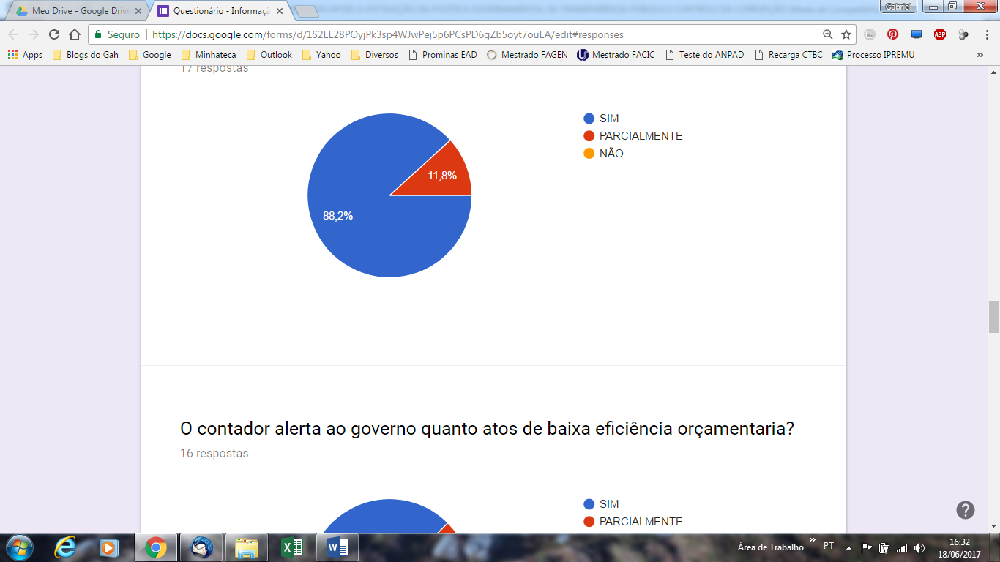 Meu Drive - Google Driv
Questionário - Informaçã
Gabriel
Seguro
https://docs.google.com/forms/d/1S2EE28POyjPk3sp4WJwPej5p6PCsPD6gZb5oyt7ouEA/edit#responses
ABP
Apps
Blogs do Gah
Google
Minhateca
Outlook
Yahoo
Diversos
Prominas EAD
Mestrado FAGEN
Mestrado FACIC
Teste do ANPAD
Recarga CTBC
Processo IPREMU
»
17 respostas
SIM
PARCIALMENTE
NÃO
11,8%
88,2%
O contador alerta ao governo quanto atos de baixa eficiência orçamentaria?
16 respostas
SIM
PARCIALMENTE
Área de Trabalho
»
PT
16:32
18/06/2017